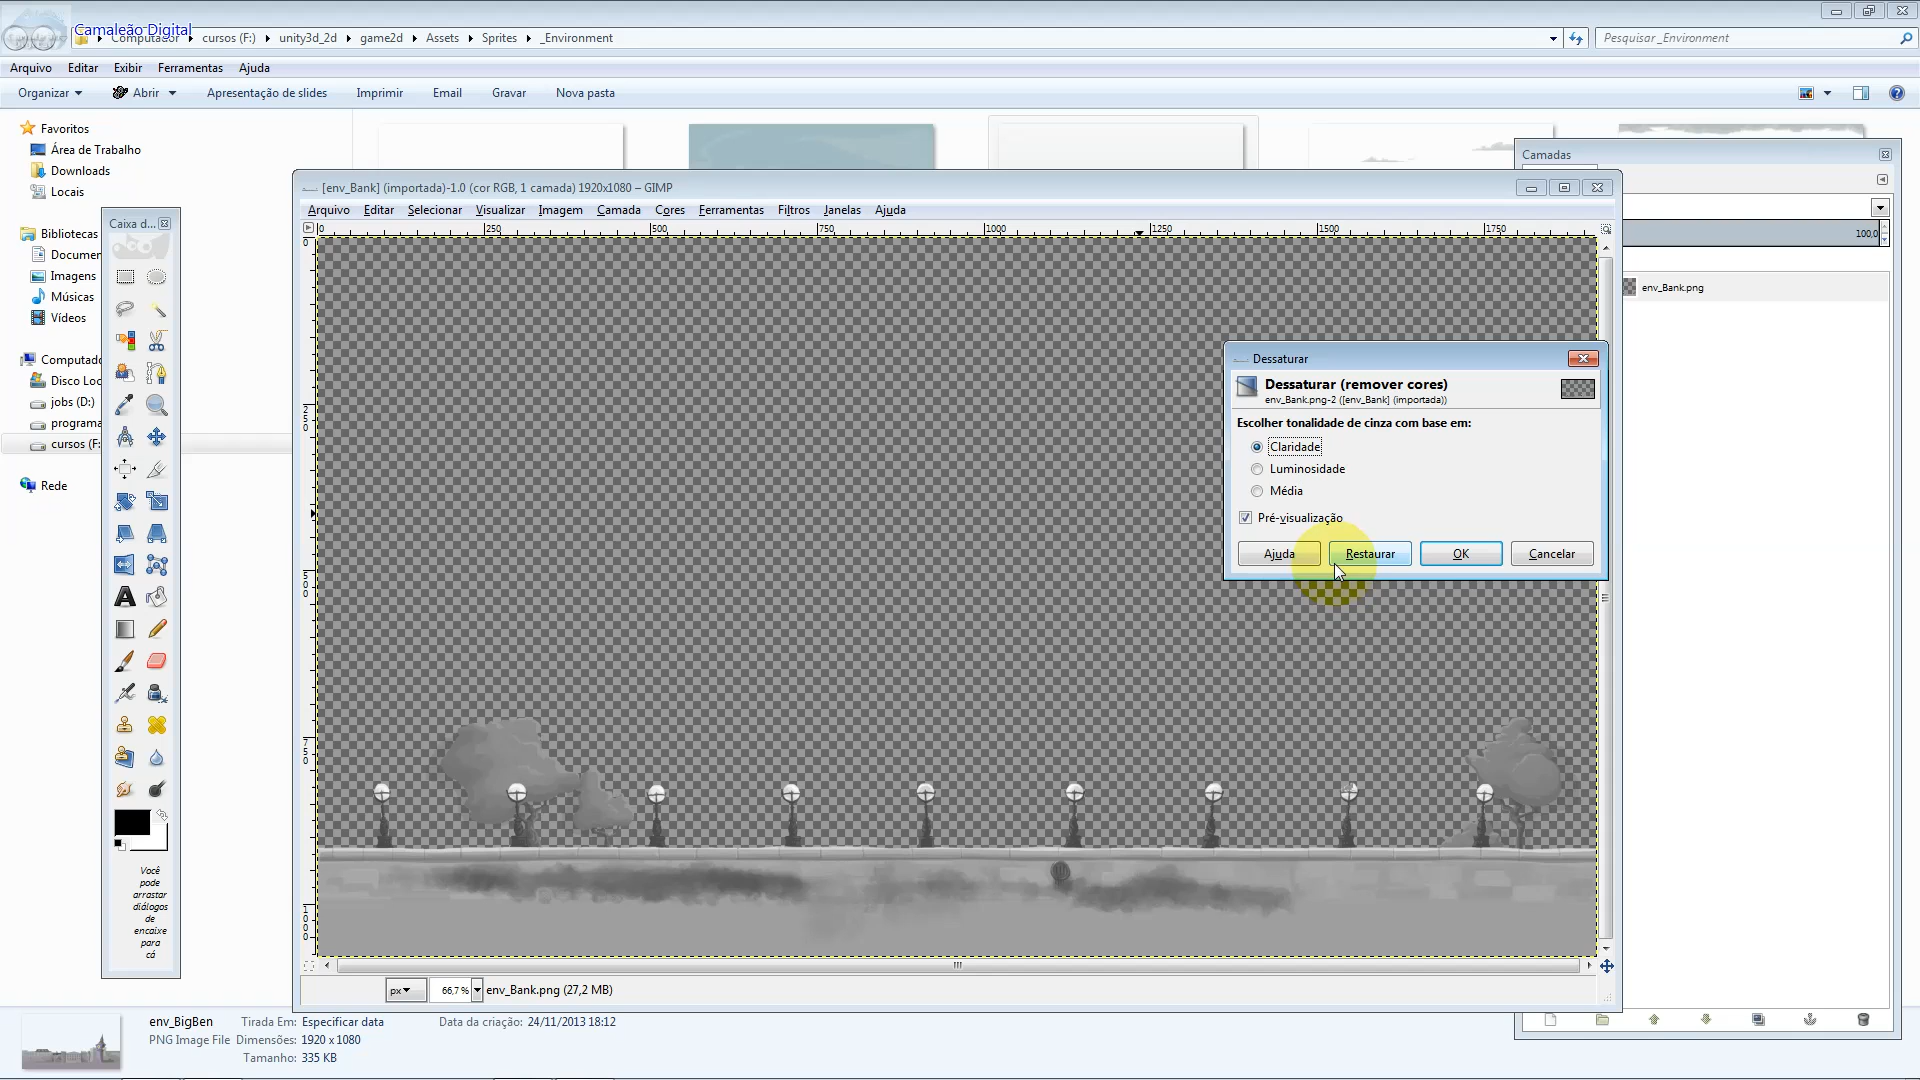 Camaleão Digital
Computador cursos (F:) unity3d_2d game2d Assets Sprites _Environment
Pesquisar _Environment
Arquivo Editar Exibir Ferramentas Ajuda
Organizar Abrir Apresentação de slides Imprimir Email Gravar Nova pasta
Favoritos
Área de Trabalho
Downloads
Locais
Bibliotecas
Documen
Imagens
Músicas
Vídeos
Computado
Disco Loc
jobs (D:)
programa
cursos (F:
Rede
Caixa d...
Você
pode
arrastar
diálogos
de
encaixe
para
cá
[env_Bank] (importada)-1.0 (cor RGB, 1 camada) 1920x1080 – GIMP
Arquivo Editar Selecionar Visualizar Imagem Camada Cores Ferramentas Filtros Janelas Ajuda
0 250 500 750 1000 1250 1500 1750
0
250
500
750
1000
Dessaturar
Dessaturar (remover cores)
env_Bank.png-2 ([env_Bank] (importada))
Escolher tonalidade de cinza com base em:
Claridade
Luminosidade
Média
Pré-visualização
Ajuda Restaurar OK Cancelar
px 66,7 % env_Bank.png (27,2 MB)
Camadas
100,0
env_Bank.png
env_BigBen Tirada Em: Especificar data Data da criação: 24/11/2013 18:12
PNG Image File Dimensões: 1920 x 1080
Tamanho: 335 KB